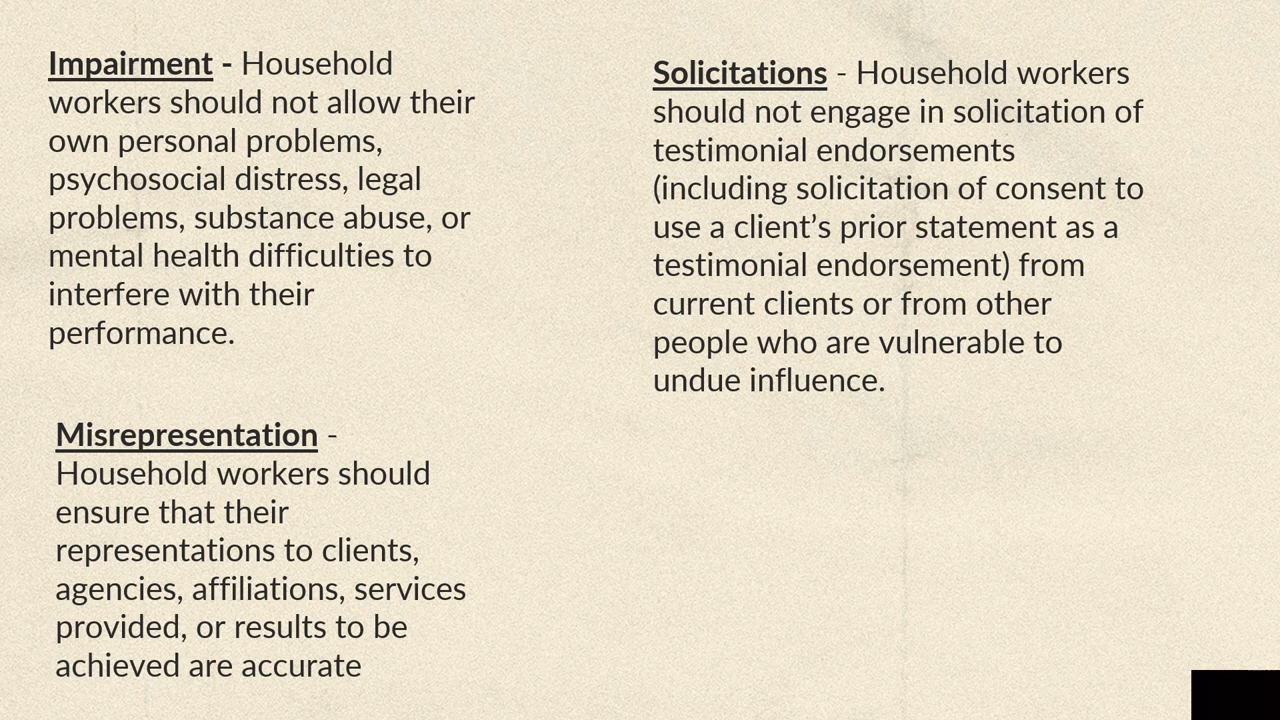 Impairment - Household
workers should not allow their
own personal problems,
psychosocial distress, legal
problems, substance abuse, or
mental health difficulties to
interfere with their
performance.
Misrepresentation -
Household workers should
ensure that their
representations to clients,
agencies, affiliations, services
provided, or results to be
achieved are accurate
Solicitations - Household workers
should not engage in solicitation of
testimonial endorsements
(including solicitation of consent to
use a client’s prior statement as a
testimonial endorsement) from
current clients or from other
people who are vulnerable to
undue influence.